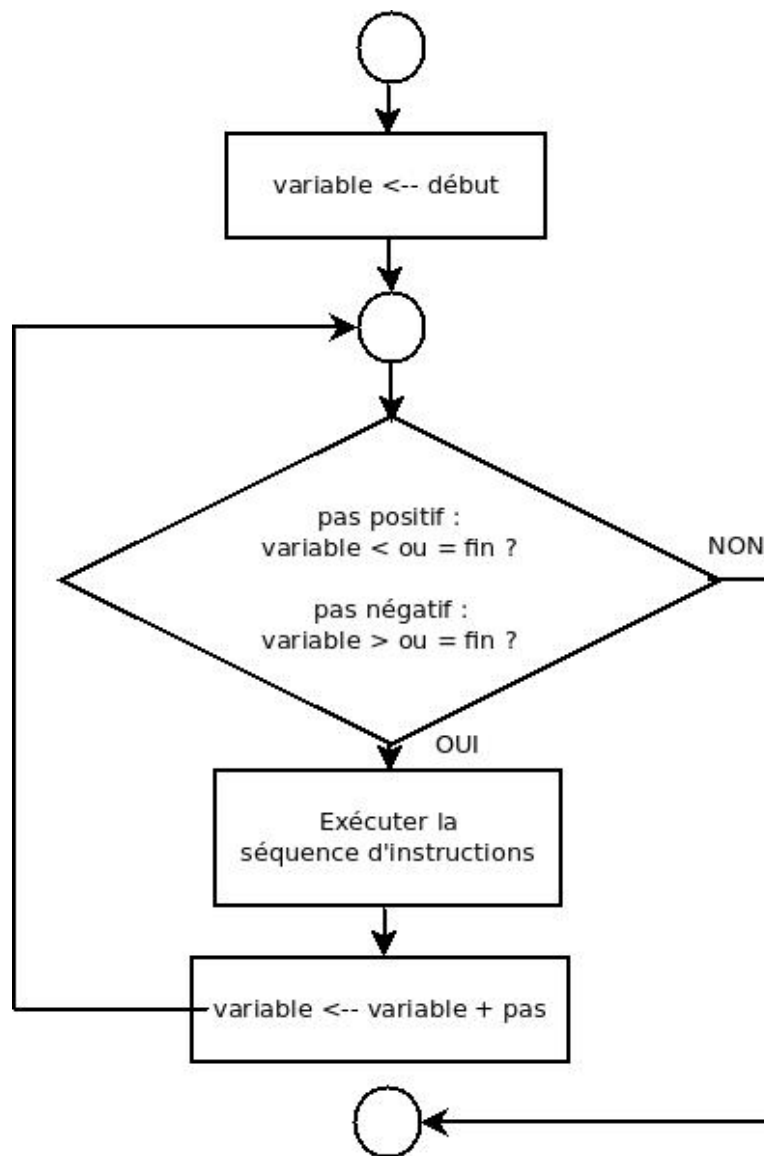 variable <-- début
pas positif :
variable < ou = fin ?
NON
pas négatif :
variable > ou = fin ?
OUI
Exécuter la
séquence d'instructions
variable <-- variable + pas